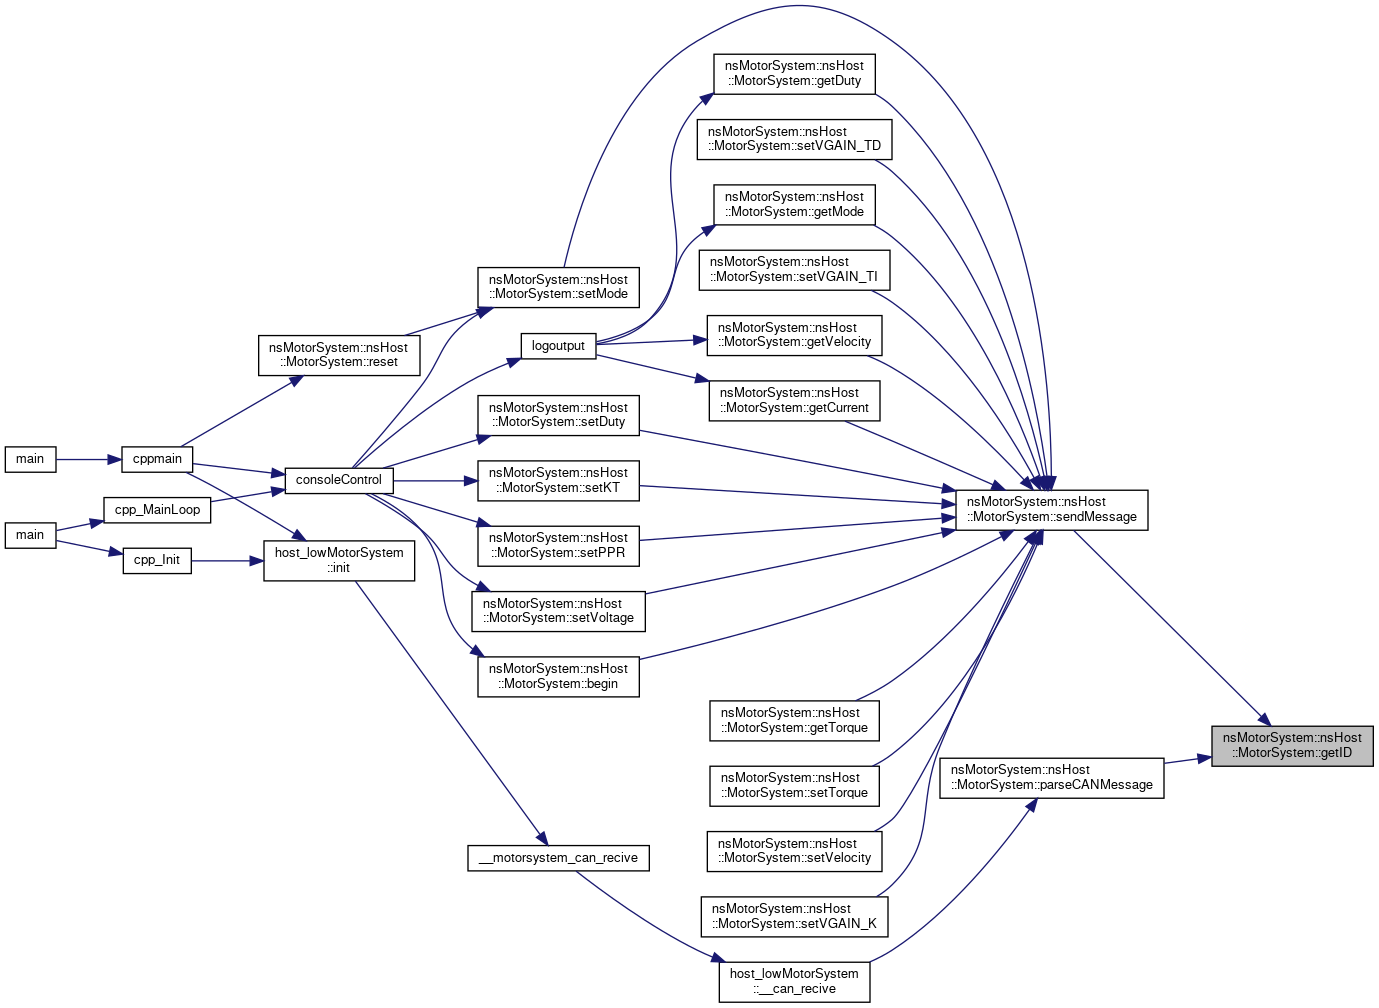 nsMotorSystem::nsHost
::MotorSystem::getDuty
nsMotorSystem::nsHost
::MotorSystem::setVGAIN_TD
nsMotorSystem::nsHost
::MotorSystem::getMode
nsMotorSystem::nsHost
::MotorSystem::setVGAIN_TI
nsMotorSystem::nsHost
::MotorSystem::setMode
nsMotorSystem::nsHost
::MotorSystem::getVelocity
logoutput
nsMotorSystem::nsHost
::MotorSystem::reset
nsMotorSystem::nsHost
::MotorSystem::getCurrent
nsMotorSystem::nsHost
::MotorSystem::setDuty
main
cppmain
consoleControl
nsMotorSystem::nsHost
::MotorSystem::setKT
nsMotorSystem::nsHost
::MotorSystem::sendMessage
cpp_MainLoop
main
nsMotorSystem::nsHost
::MotorSystem::setPPR
cpp_Init
host_lowMotorSystem
::init
nsMotorSystem::nsHost
::MotorSystem::setVoltage
nsMotorSystem::nsHost
::MotorSystem::begin
nsMotorSystem::nsHost
::MotorSystem::getTorque
nsMotorSystem::nsHost
::MotorSystem::getID
nsMotorSystem::nsHost
::MotorSystem::parseCANMessage
nsMotorSystem::nsHost
::MotorSystem::setTorque
nsMotorSystem::nsHost
::MotorSystem::setVelocity
__motorsystem_can_recive
nsMotorSystem::nsHost
::MotorSystem::setVGAIN_K
host_lowMotorSystem
::__can_recive